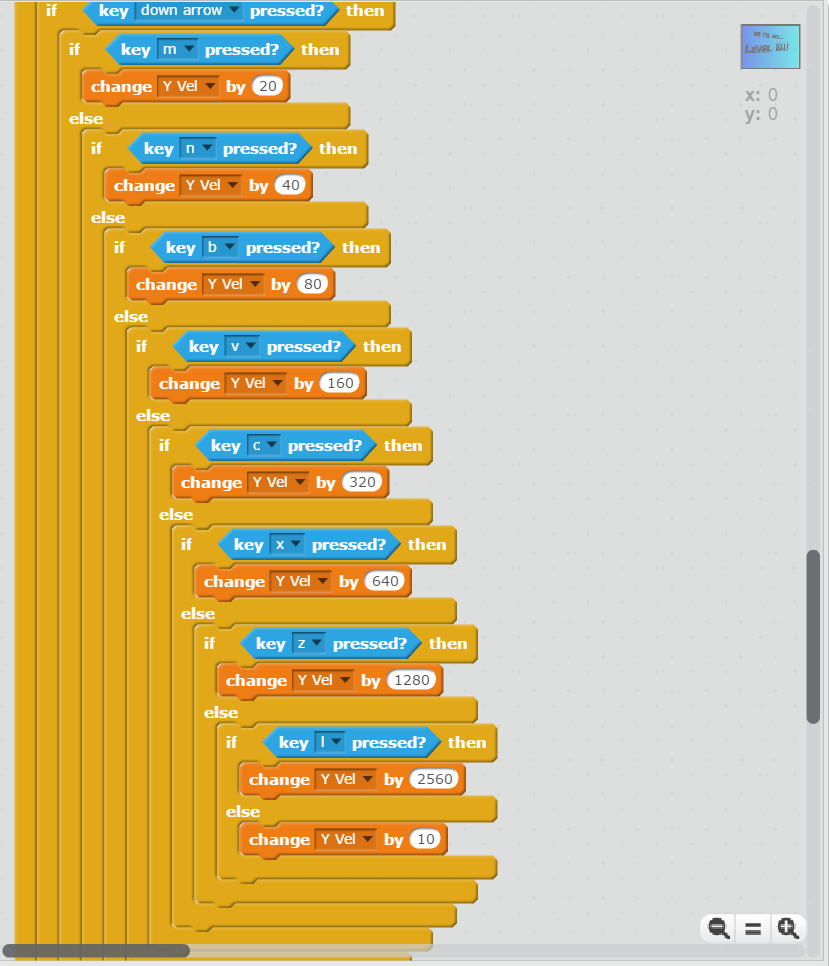 if key down arrow pressed? then
if key m pressed? then
change Y Vel by 20
else
if key n pressed? then
change Y Vel by 40
else
if key b pressed? then
change Y Vel by 80
else
if key v pressed? then
change Y Vel by 160
else
if key c pressed? then
change Y Vel by 320
else
if key x pressed? then
change Y Vel by 640
else
if key z pressed? then
change Y Vel by 1280
else
if key l pressed? then
change Y Vel by 2560
else
change Y Vel by 10
x: 0
y: 0